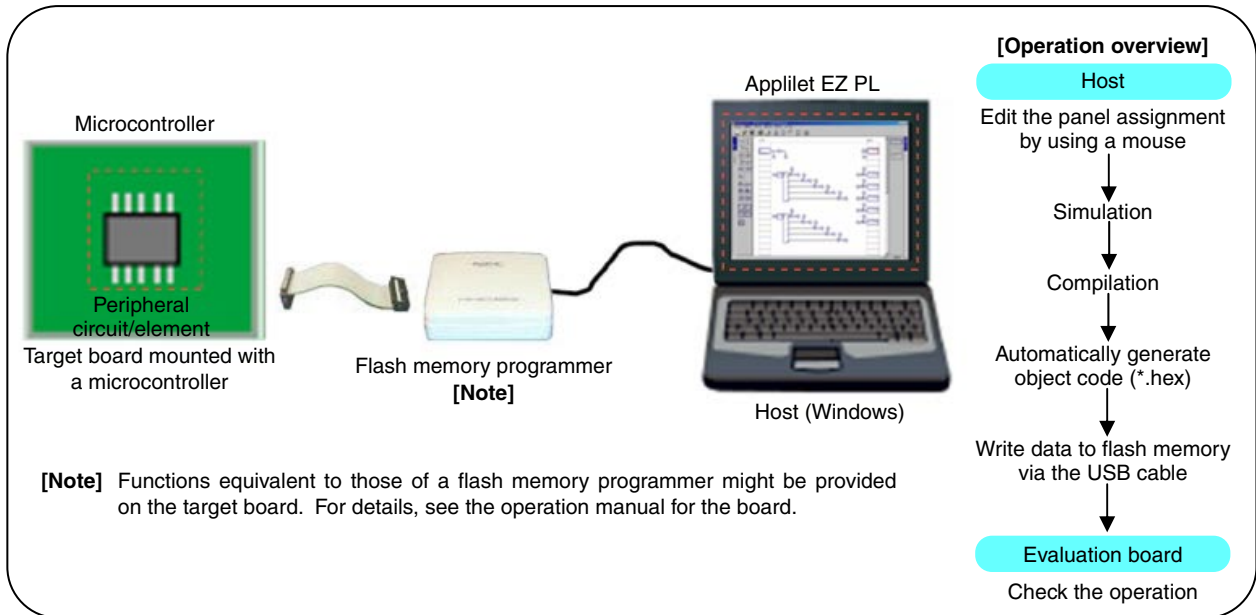 Microcontroller
Peripheral
circuit/element
Target board mounted with
a microcontroller
Flash memory programmer
[Note]
Applilet EZ PL
Host (Windows)
[Note] Functions equivalent to those of a flash memory programmer might be provided
on the target board. For details, see the operation manual for the board.
[Operation overview]
Host
Edit the panel assignment
by using a mouse
Simulation
Compilation
Automatically generate
object code (*.hex)
Write data to flash memory
via the USB cable
Evaluation board
Check the operation